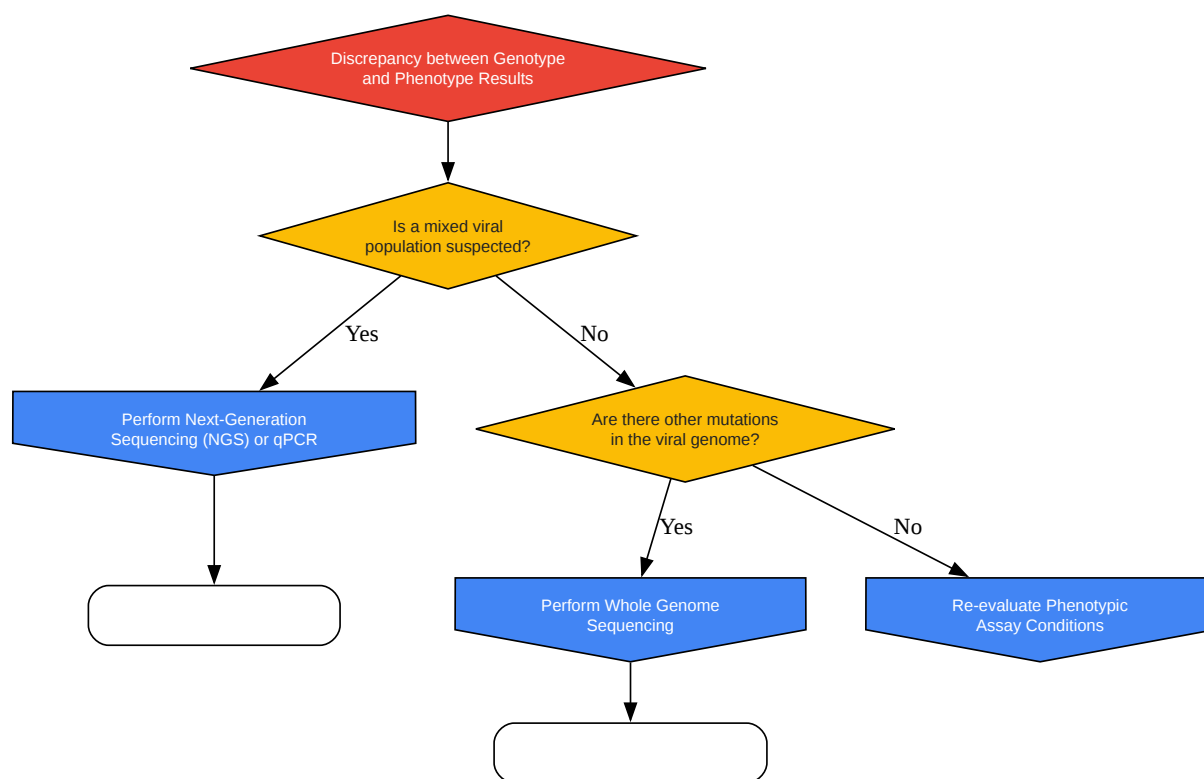 Discrepancy between Genotype
and Phenotype Results
Is a mixed viral
population suspected?
Yes
No
Perform Next-Generation
Sequencing (NGS) or qPCR
Are there other mutations
in the viral genome?
Yes
No
Perform Whole Genome
Sequencing
Re-evaluate Phenotypic
Assay Conditions